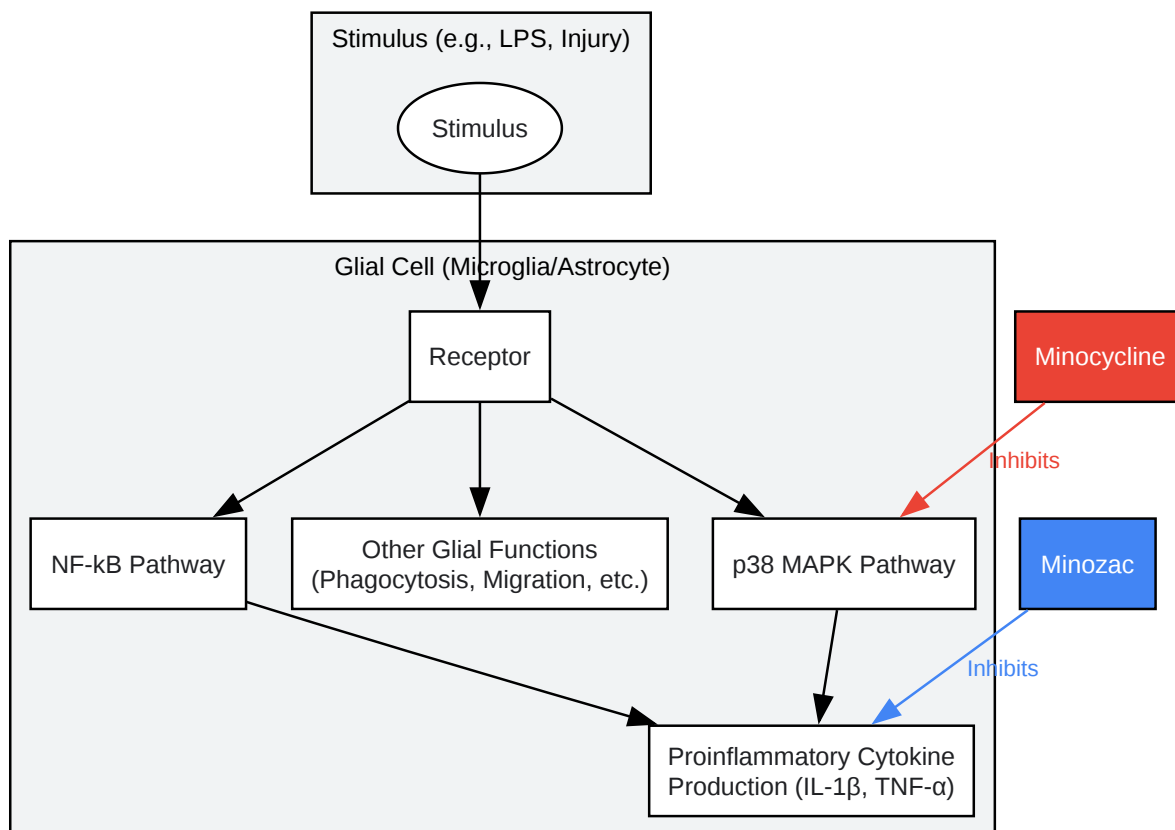 Stimulus (e.g., LPS, Injury)
Stimulus
Glial Cell (Microglia/Astrocyte)
Receptor
Minocycline
Inhibits
NF-kB Pathway
Other Glial Functions
(Phagocytosis, Migration, etc.)
p38 MAPK Pathway
Minozac
Inhibits
Proinflammatory Cytokine
Production (IL-1β, TNF-α)